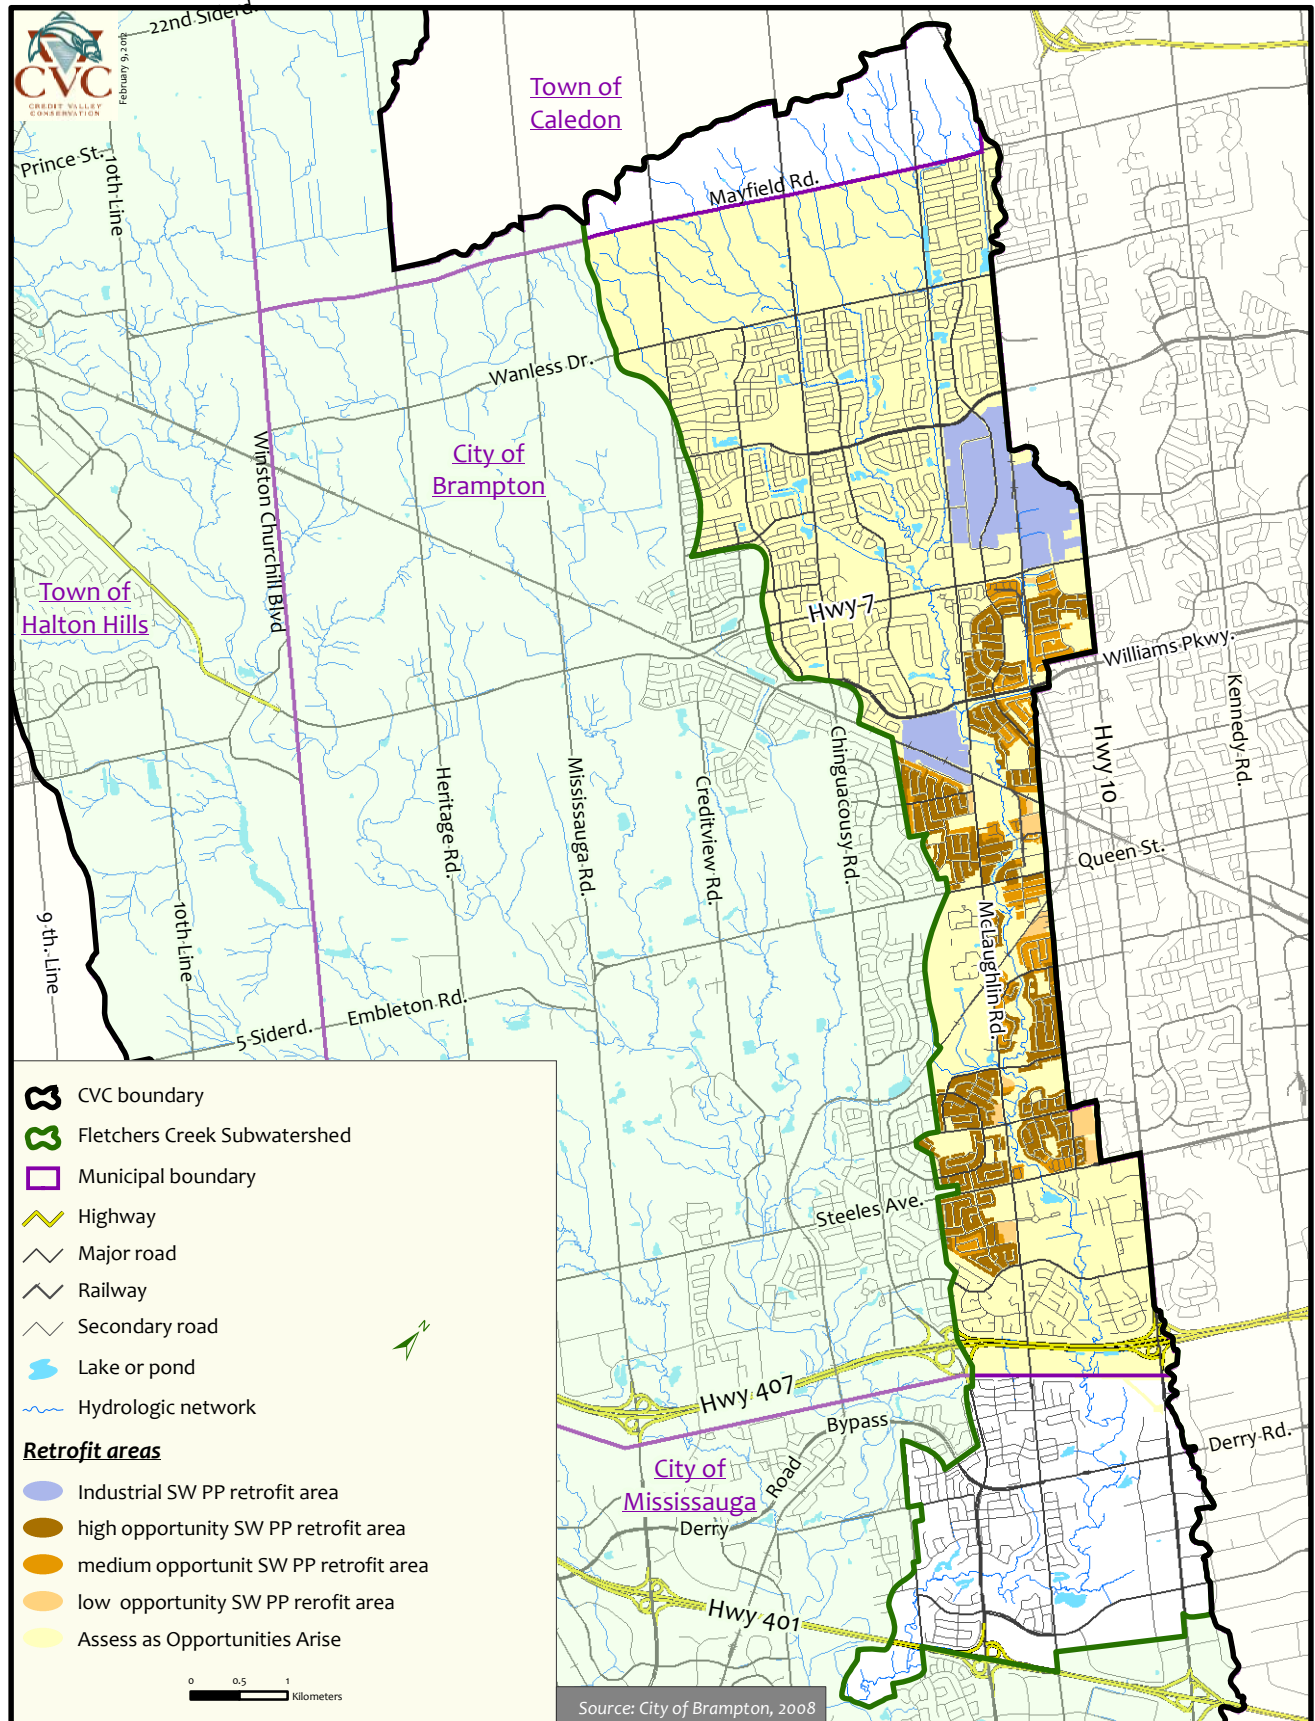 22nd Siderd.
CVC
CREDIT VALLEY
CONSERVATION
February 9, 2012
Town of
Caledon
Prince St.
10th Line
Mayfield Rd.
Wanless Dr.
Winston Churchill Blvd
City of
Brampton
Town of
Halton Hills
Hwy 7
Williams Pkwy.
Kennedy Rd.
Hwy 10
Heritage Rd.
Mississauga Rd.
Creditview Rd.
Chinguacousy Rd.
Queen St.
McLaughlin Rd.
9 th. Line
10th Line
5 Siderd.
Embleton Rd.
Steeles Ave.
Hwy 407
Bypass
Derry Rd.
City of
Mississauga
Road
Derry
Hwy 401
CVC boundary
Fletchers Creek Subwatershed
Municipal boundary
Highway
Major road
Railway
Secondary road
N
Lake or pond
Hydrologic network
Retrofit areas
Industrial SW PP retrofit area
high opportunity SW PP retrofit area
medium opportunit SW PP retrofit area
low opportunity SW PP rerofit area
Assess as Opportunities Arise
0 0.5 1
Kilometers
Source: City of Brampton, 2008